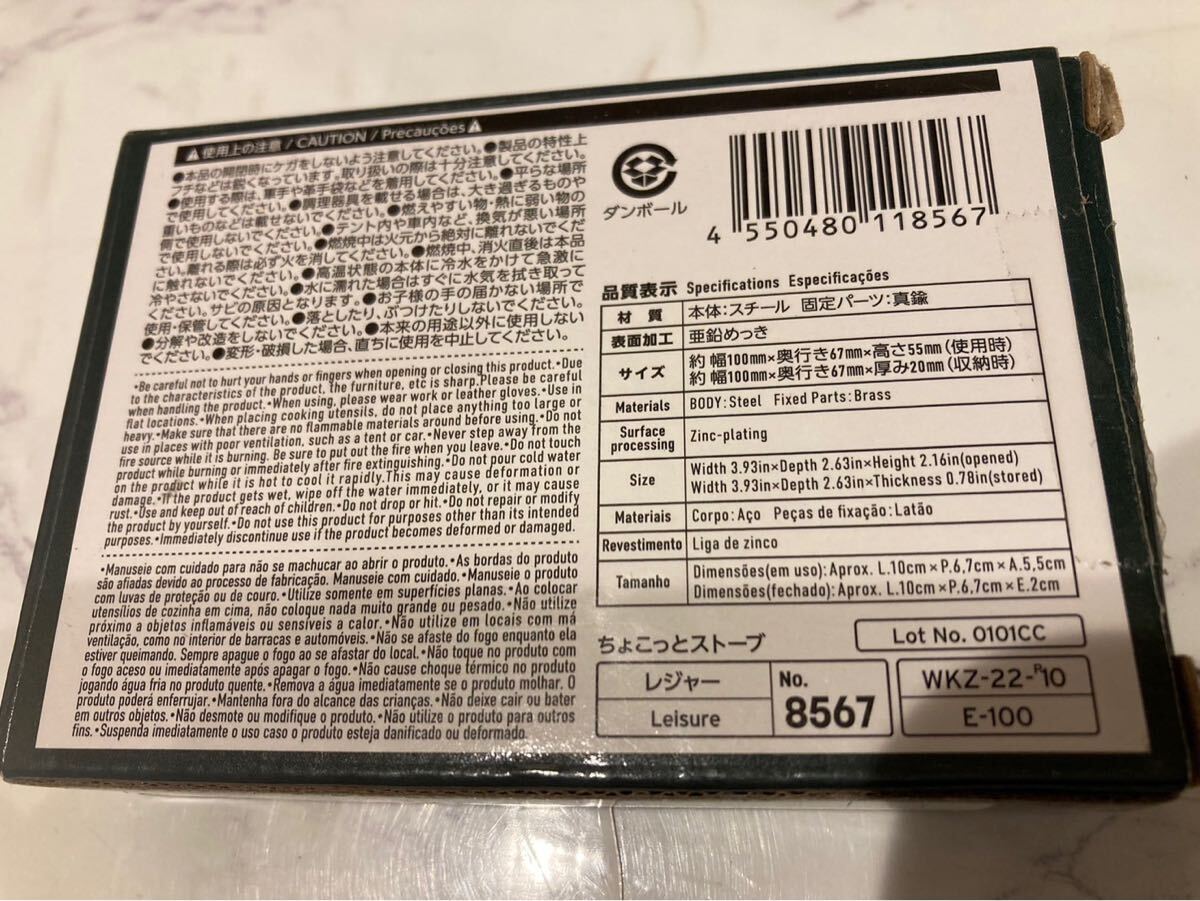 ⚠使用上の注意 / CAUTION / Precauções⚠
●本品の開閉時にケガをしないよう注意してください。●製品の特性上
フチなどは鋭くなっています。取り扱いの際は十分注意してください。
●使用する際は、軍手や革手袋などを着用してください。●平らな場所
で使用してください。●調理器具を載せる場合は、大き過ぎるものや
重いものなどは載せないでください。●燃えやすい物・熱に弱い物の
側で使用しないでください。●テント内や車内など、換気が悪い場所
で使用しないでください。●燃焼中は火元から絶対に離れないでくだ
さい。離れる際は必ず火を消してください。●燃焼中、消火直後は本品
に触れないでください。●高温状態の本体に冷水をかけて急激に
冷やさないでください。●水に濡れた場合はすぐに水気を拭き取って
ください。サビの原因となります。●お子様の手の届かない場所で
使用・保管してください。●落としたり、ぶつけたりしないでください。
●分解や改造をしないでください。●本来の用途以外に使用しない
でください。●変形・破損した場合、直ちに使用を中止してください。
•Be careful not to hurt your hands or fingers when opening or closing this product.•Due
to the characteristics of the product, the furniture, etc is sharp.Please be careful
when handling the product.•When using, please wear work or leather gloves.•Use in
flat locations.•When placing cooking utensils, do not place anything too large or
heavy.•Make sure that there are no flammable materials around before using.•Do not
use in places with poor ventilation, such as a tent or car.•Never step away from the
fire source while it is burning. Be sure to put out the fire when you leave.•Do not touch
product while burning or immediately after fire extinguishing.•Do not pour cold water
on the product while it is hot to cool it rapidly.This may cause deformation or
damage.•If the product gets wet, wipe off the water immediately, or it may cause
rust.•Use and keep out of reach of children.•Do not drop or hit.•Do not repair or modify
the product by yourself.•Do not use this product for purposes other than its intended
purposes.•Immediately discontinue use if the product becomes deformed or damaged.
•Manuseie com cuidado para não se machucar ao abrir o produto.•As bordas do produto
são afiadas devido ao processo de fabricação. Manuseie com cuidado.•Manuseie o produto
com luvas de proteção ou de couro.•Utilize somente em superfícies planas.•Ao colocar
utensílios de cozinha em cima, não coloque nada muito grande ou pesado.•Não utilize
próximo a objetos inflamáveis ou sensíveis a calor.•Não utilize em locais com má
ventilação, como no interior de barracas e automóveis.•Não se afaste do fogo enquanto ela
estiver queimando. Sempre apague o fogo ao se afastar do local.•Não toque no produto com
o fogo aceso ou imediatamente após apagar o fogo.•Não cause choque térmico no produto
jogando água fria no produto quente.•Remova a água imediatamente se o produto molhar. O
produto poderá enferrujar.•Mantenha fora do alcance das crianças.•Não deixe cair ou bater
em outros objetos.•Não desmote ou modifique o produto.•Não utilize o produto para outros
fins.•Suspenda imediatamente o uso caso o produto esteja danificado ou deformado.
ダンボール
4 550480 118567
品質表示 Specifications Especificações
材 質 本体:スチール 固定パーツ:真鍮
表面加工 亜鉛めっき
サイズ 約 幅100mm×奥行き67mm×高さ55mm(使用時)
約 幅100mm×奥行き67mm×厚み20mm(収納時)
Materials BODY:Steel Fixed Parts:Brass
Surface processing Zinc-plating
Size Width 3.93in×Depth 2.63in×Height 2.16in(opened)
Width 3.93in×Depth 2.63in×Thickness 0.78in(stored)
Materiais Corpo:Aço Peças de fixação:Latão
Revestimento Liga de zinco
Tamanho Dimensões(em uso):Aprox. L.10cm×P.6,7cm×A.5,5cm
Dimensões(fechado):Aprox. L.10cm×P.6,7cm×E.2cm
ちょこっとストーブ
Lot No. 0101CC
レジャー
Leisure
No.
8567
WKZ-22-P10
E-100